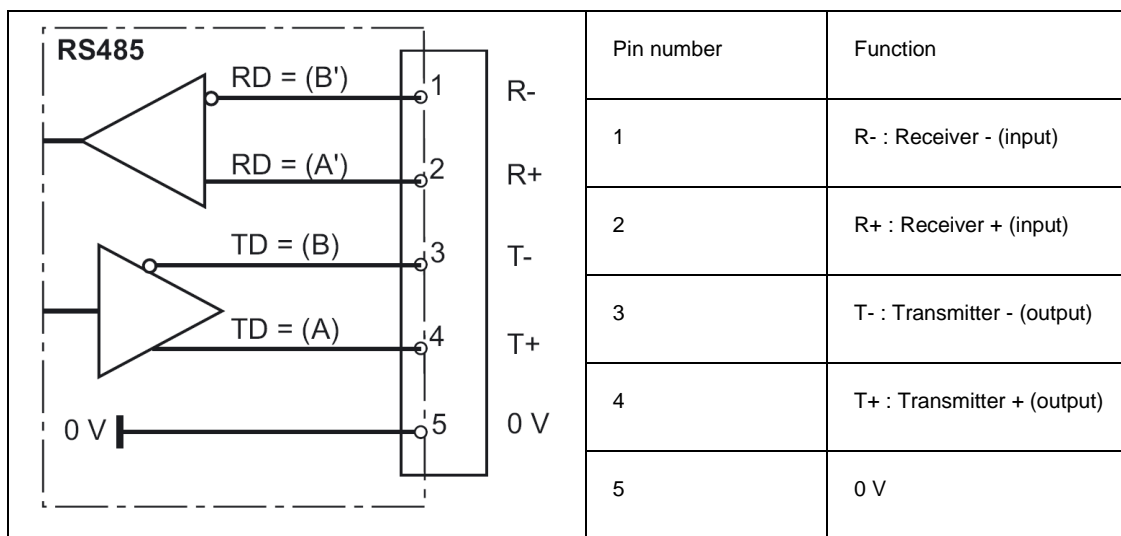 RS485
RD = (B')
1
R-
RD = (A')
2
R+
TD = (B)
3
T-
TD = (A)
4
T+
0 V
5
0 V
Pin number Function
1 R- : Receiver - (input)
2 R+ : Receiver + (input)
3 T- : Transmitter - (output)
4 T+ : Transmitter + (output)
5 0 V